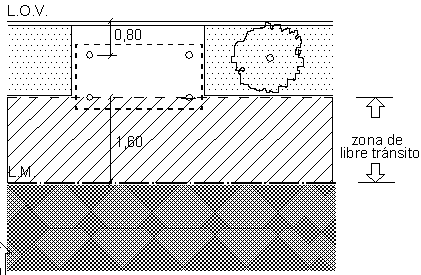 L.O.V.
0,80
1,60
zona de
libre tránsito
L.M.